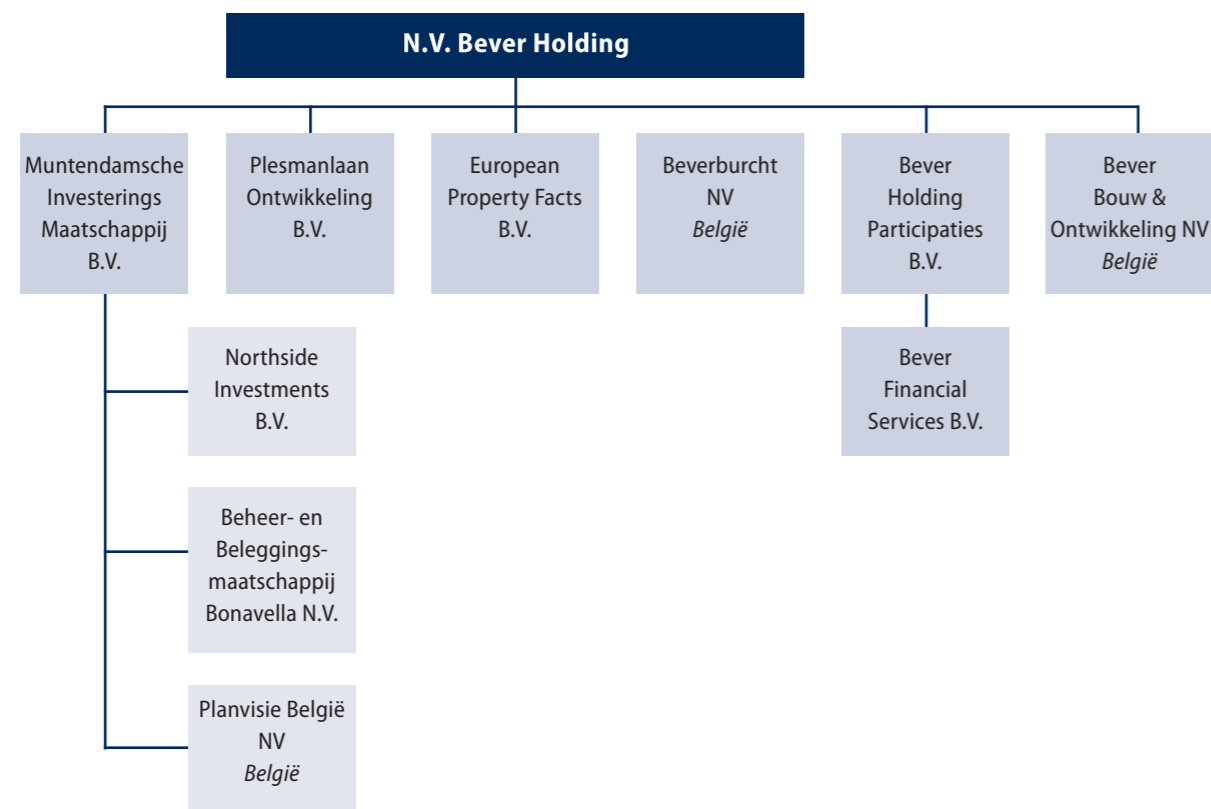 N.V. Bever Holding
Muntendamsche
Investerings
Maatschappij
B.V.
Plesmanlaan
Ontwikkeling
B.V.
European
Property Facts
B.V.
Beverburcht
NV
België
Bever
Holding
Participaties
B.V.
Bever
Bouw &
Ontwikkeling NV
België
Northside
Investments
B.V.
Bever
Financial
Services B.V.
Beheer- en
Beleggings-
maatschappij
Bonavella N.V.
Planvisie België
NV
België